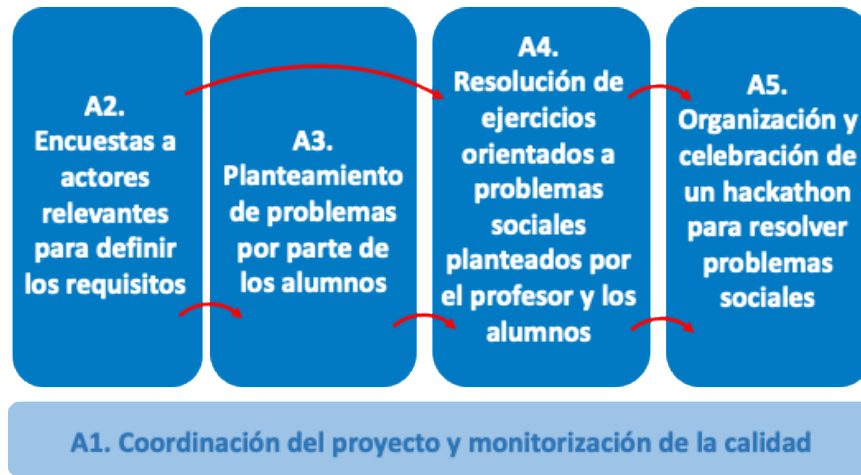 A2.
Encuestas a
actores
relevantes
para definir
los requisitos
A3.
Planteamiento
de problemas
por parte de
los alumnos
A4.
Resolución de
ejercicios
orientados a
problemas
sociales
planteados por
el profesor y los
alumnos
A5.
Organización y
celebración de
un hackathon
para resolver
problemas
sociales
A1. Coordinación del proyecto y monitorización de la calidad